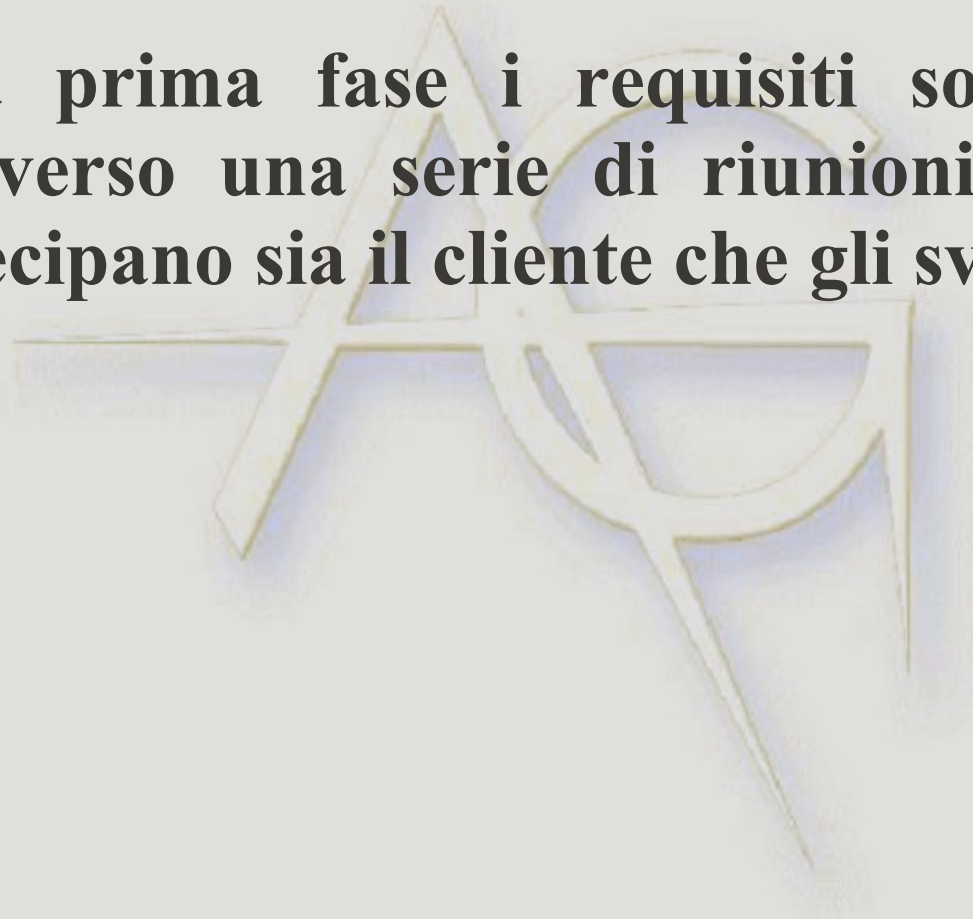 prima fase i requisiti so
verso una serie di riunioni
ecipano sia il cliente che gli sv